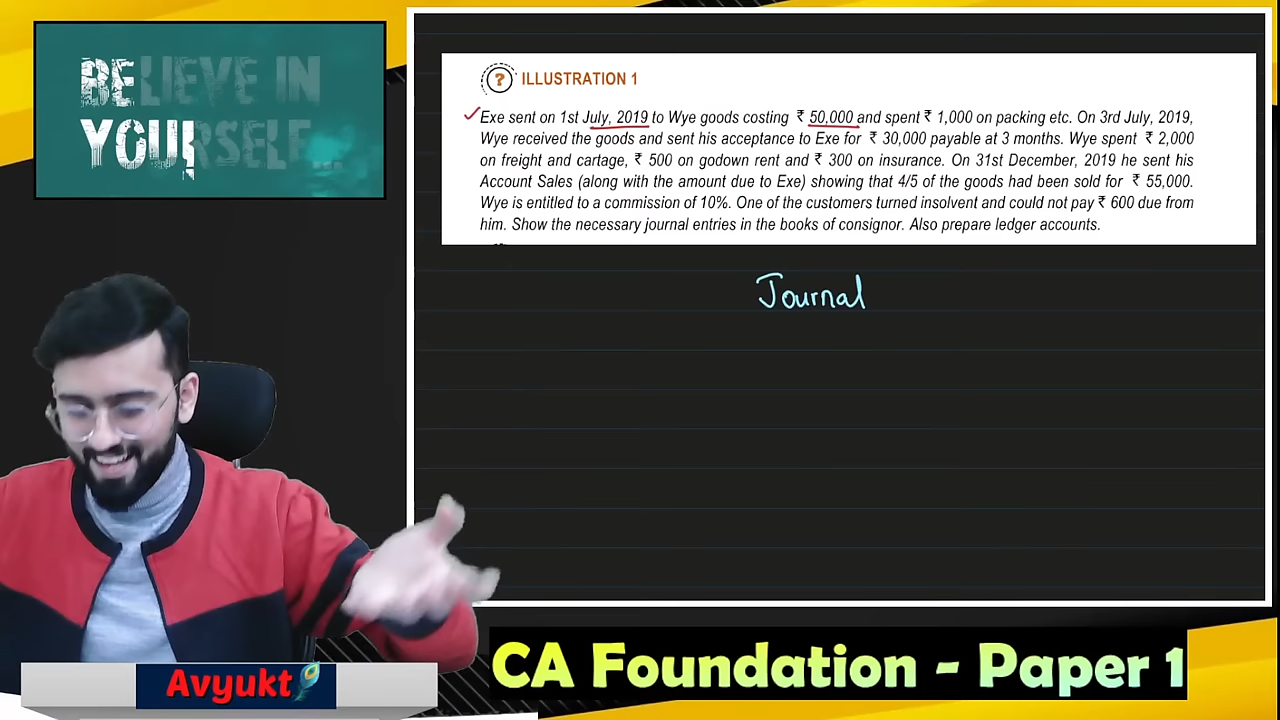 BELIEVE IN
YOURSELF...
? ILLUSTRATION 1
Exe sent on 1st July, 2019 to Wye goods costing ₹ 50,000 and spent ₹ 1,000 on packing etc. On 3rd July, 2019,
Wye received the goods and sent his acceptance to Exe for ₹ 30,000 payable at 3 months. Wye spent ₹ 2,000
on freight and cartage, ₹ 500 on godown rent and ₹ 300 on insurance. On 31st December, 2019 he sent his
Account Sales (along with the amount due to Exe) showing that 4/5 of the goods had been sold for ₹ 55,000.
Wye is entitled to a commission of 10%. One of the customers turned insolvent and could not pay ₹ 600 due from
him. Show the necessary journal entries in the books of consignor. Also prepare ledger accounts.
Journal
Avyukt
CA Foundation - Paper 1